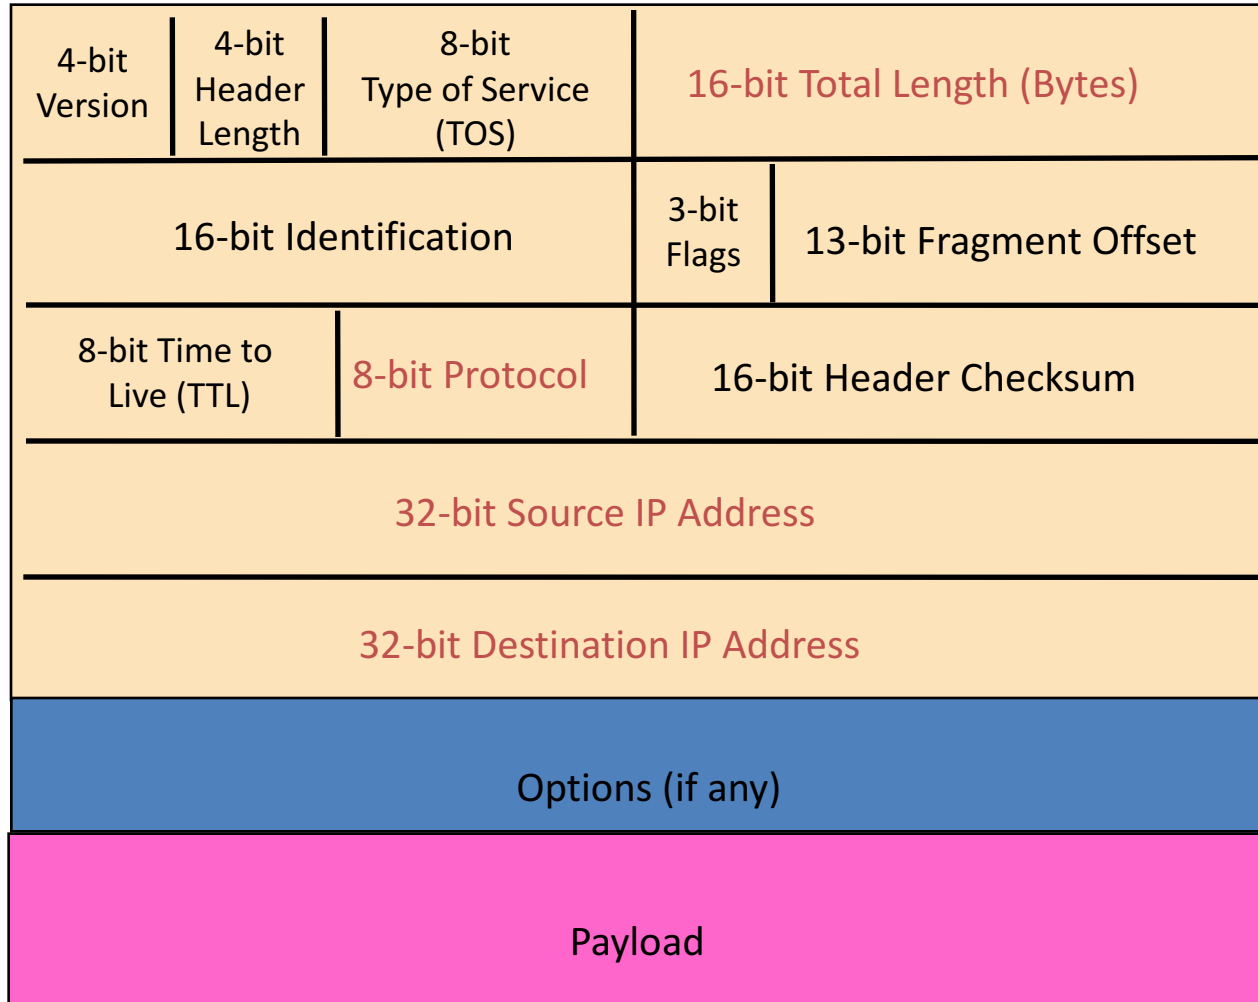 4-bit
Version
4-bit
Header
Length
8-bit
Type of Service
(TOS)
16-bit Total Length (Bytes)
16-bit Identification
3-bit
Flags
13-bit Fragment Offset
8-bit Time to
Live (TTL)
8-bit Protocol
16-bit Header Checksum
32-bit Source IP Address
32-bit Destination IP Address
Options (if any)
Payload